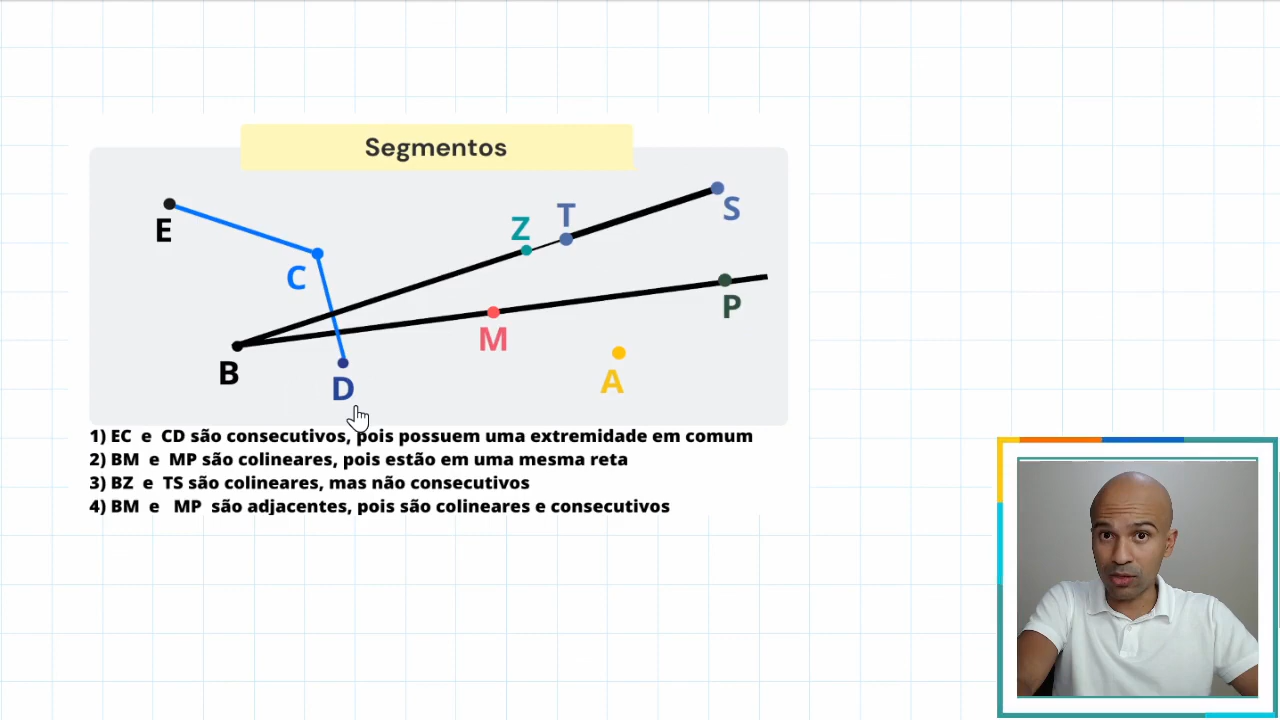 Segmentos
E
C
Z
T
S
B
D
M
P
A
1) EC e CD são consecutivos, pois possuem uma extremidade em comum
2) BM e MP são colineares, pois estão em uma mesma reta
3) BZ e TS são colineares, mas não consecutivos
4) BM e MP são adjacentes, pois são colineares e consecutivos